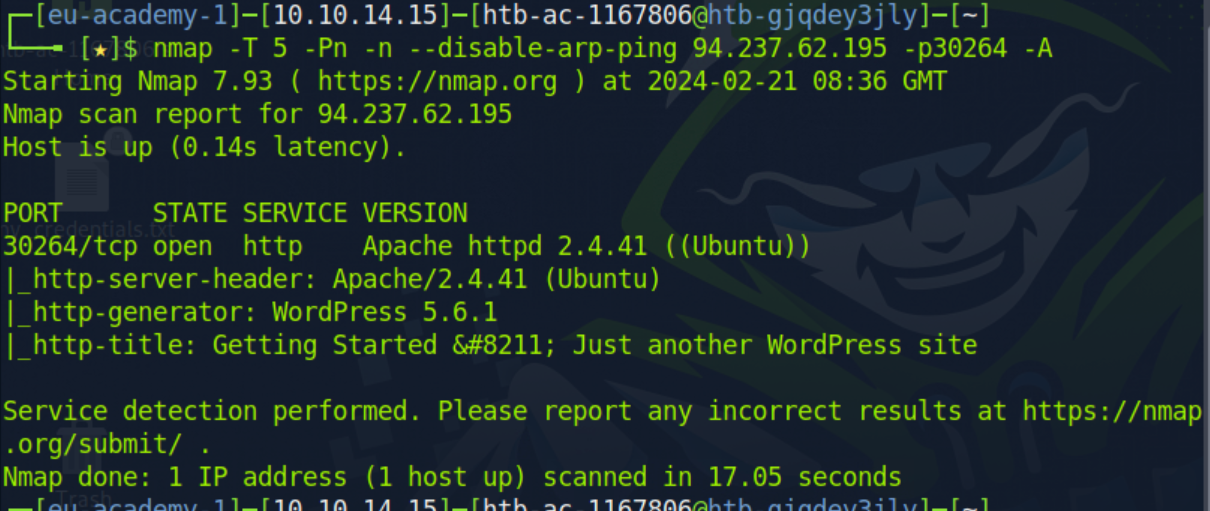 ┌─[eu-academy-1]─[10.10.14.15]─[htb-ac-1167806@htb-gjqdey3jly]─[~]
└──╼ [★]$ nmap -T 5 -Pn -n --disable-arp-ping 94.237.62.195 -p30264 -A
Starting Nmap 7.93 ( https://nmap.org ) at 2024-02-21 08:36 GMT
Nmap scan report for 94.237.62.195
Host is up (0.14s latency).
PORT      STATE SERVICE VERSION
30264/tcp open  http    Apache httpd 2.4.41 ((Ubuntu))
|_http-server-header: Apache/2.4.41 (Ubuntu)
|_http-generator: WordPress 5.6.1
|_http-title: Getting Started &#8211; Just another WordPress site
Service detection performed. Please report any incorrect results at https://nmap
.org/submit/ .
Nmap done: 1 IP address (1 host up) scanned in 17.05 seconds
┌─[eu-academy-1]─[10.10.14.15]─[htb-ac-1167806@htb-gjqdey3jly]─[~]
credentials.txt
Trash